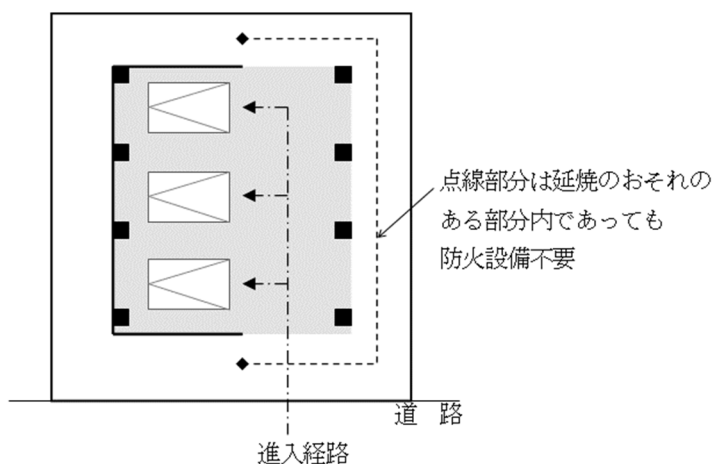 点線部分は延焼のおそれの
ある部分内であっても
防火設備不要
道　路
進入経路